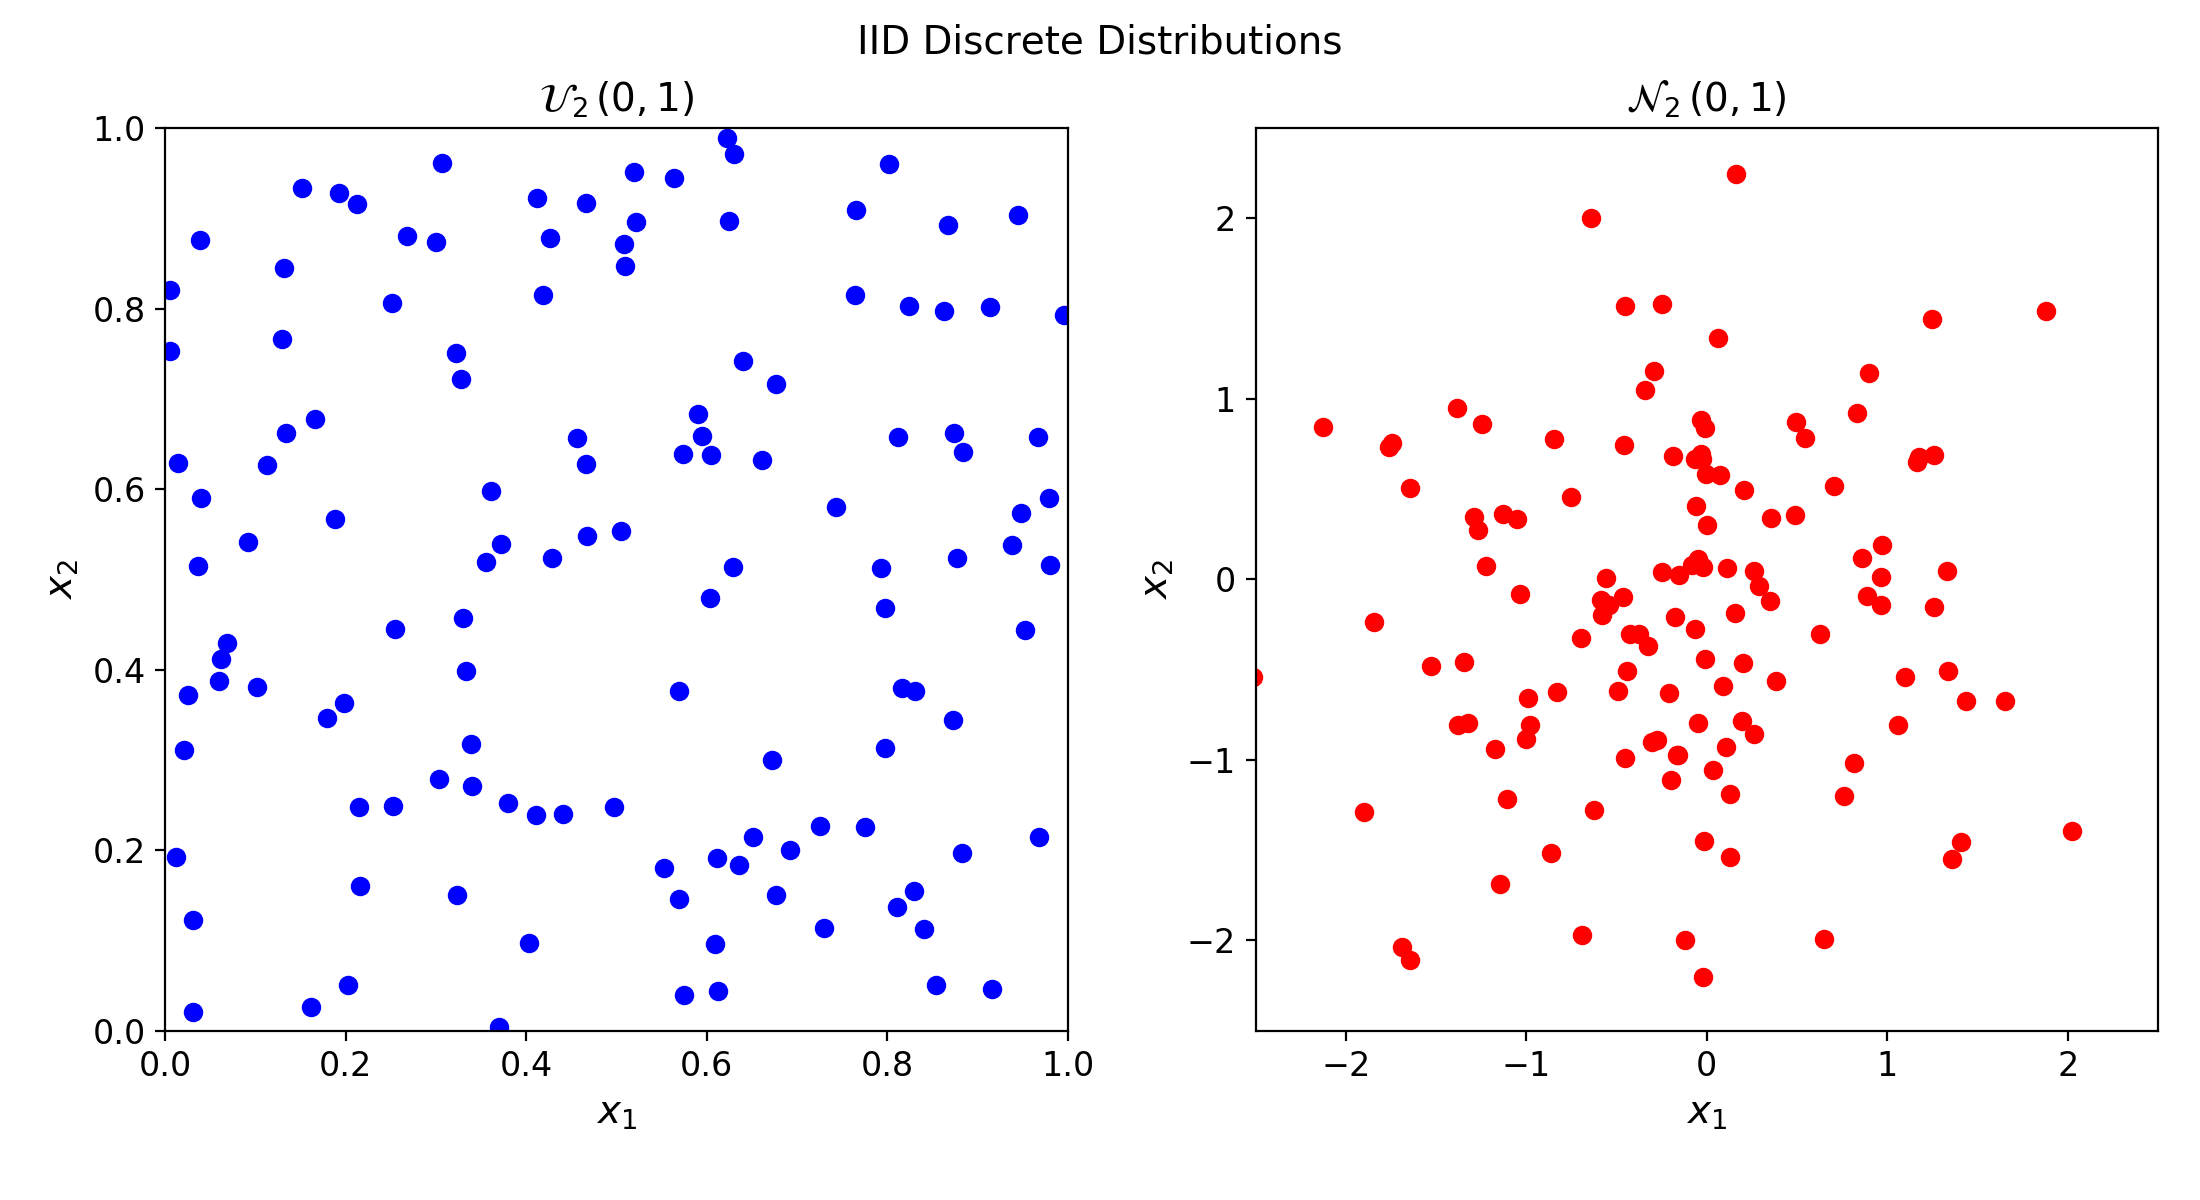 IID Discrete Distributions
𝒰₂ (0, 1)
1.0
0.8
0.6
0.4
0.2
0.0
x₂
0.0 0.2 0.4 0.6 0.8 1.0
x₁
𝒩₂ (0, 1)
2
1
0
−1
−2
x₂
−2 −1 0 1 2
x₁